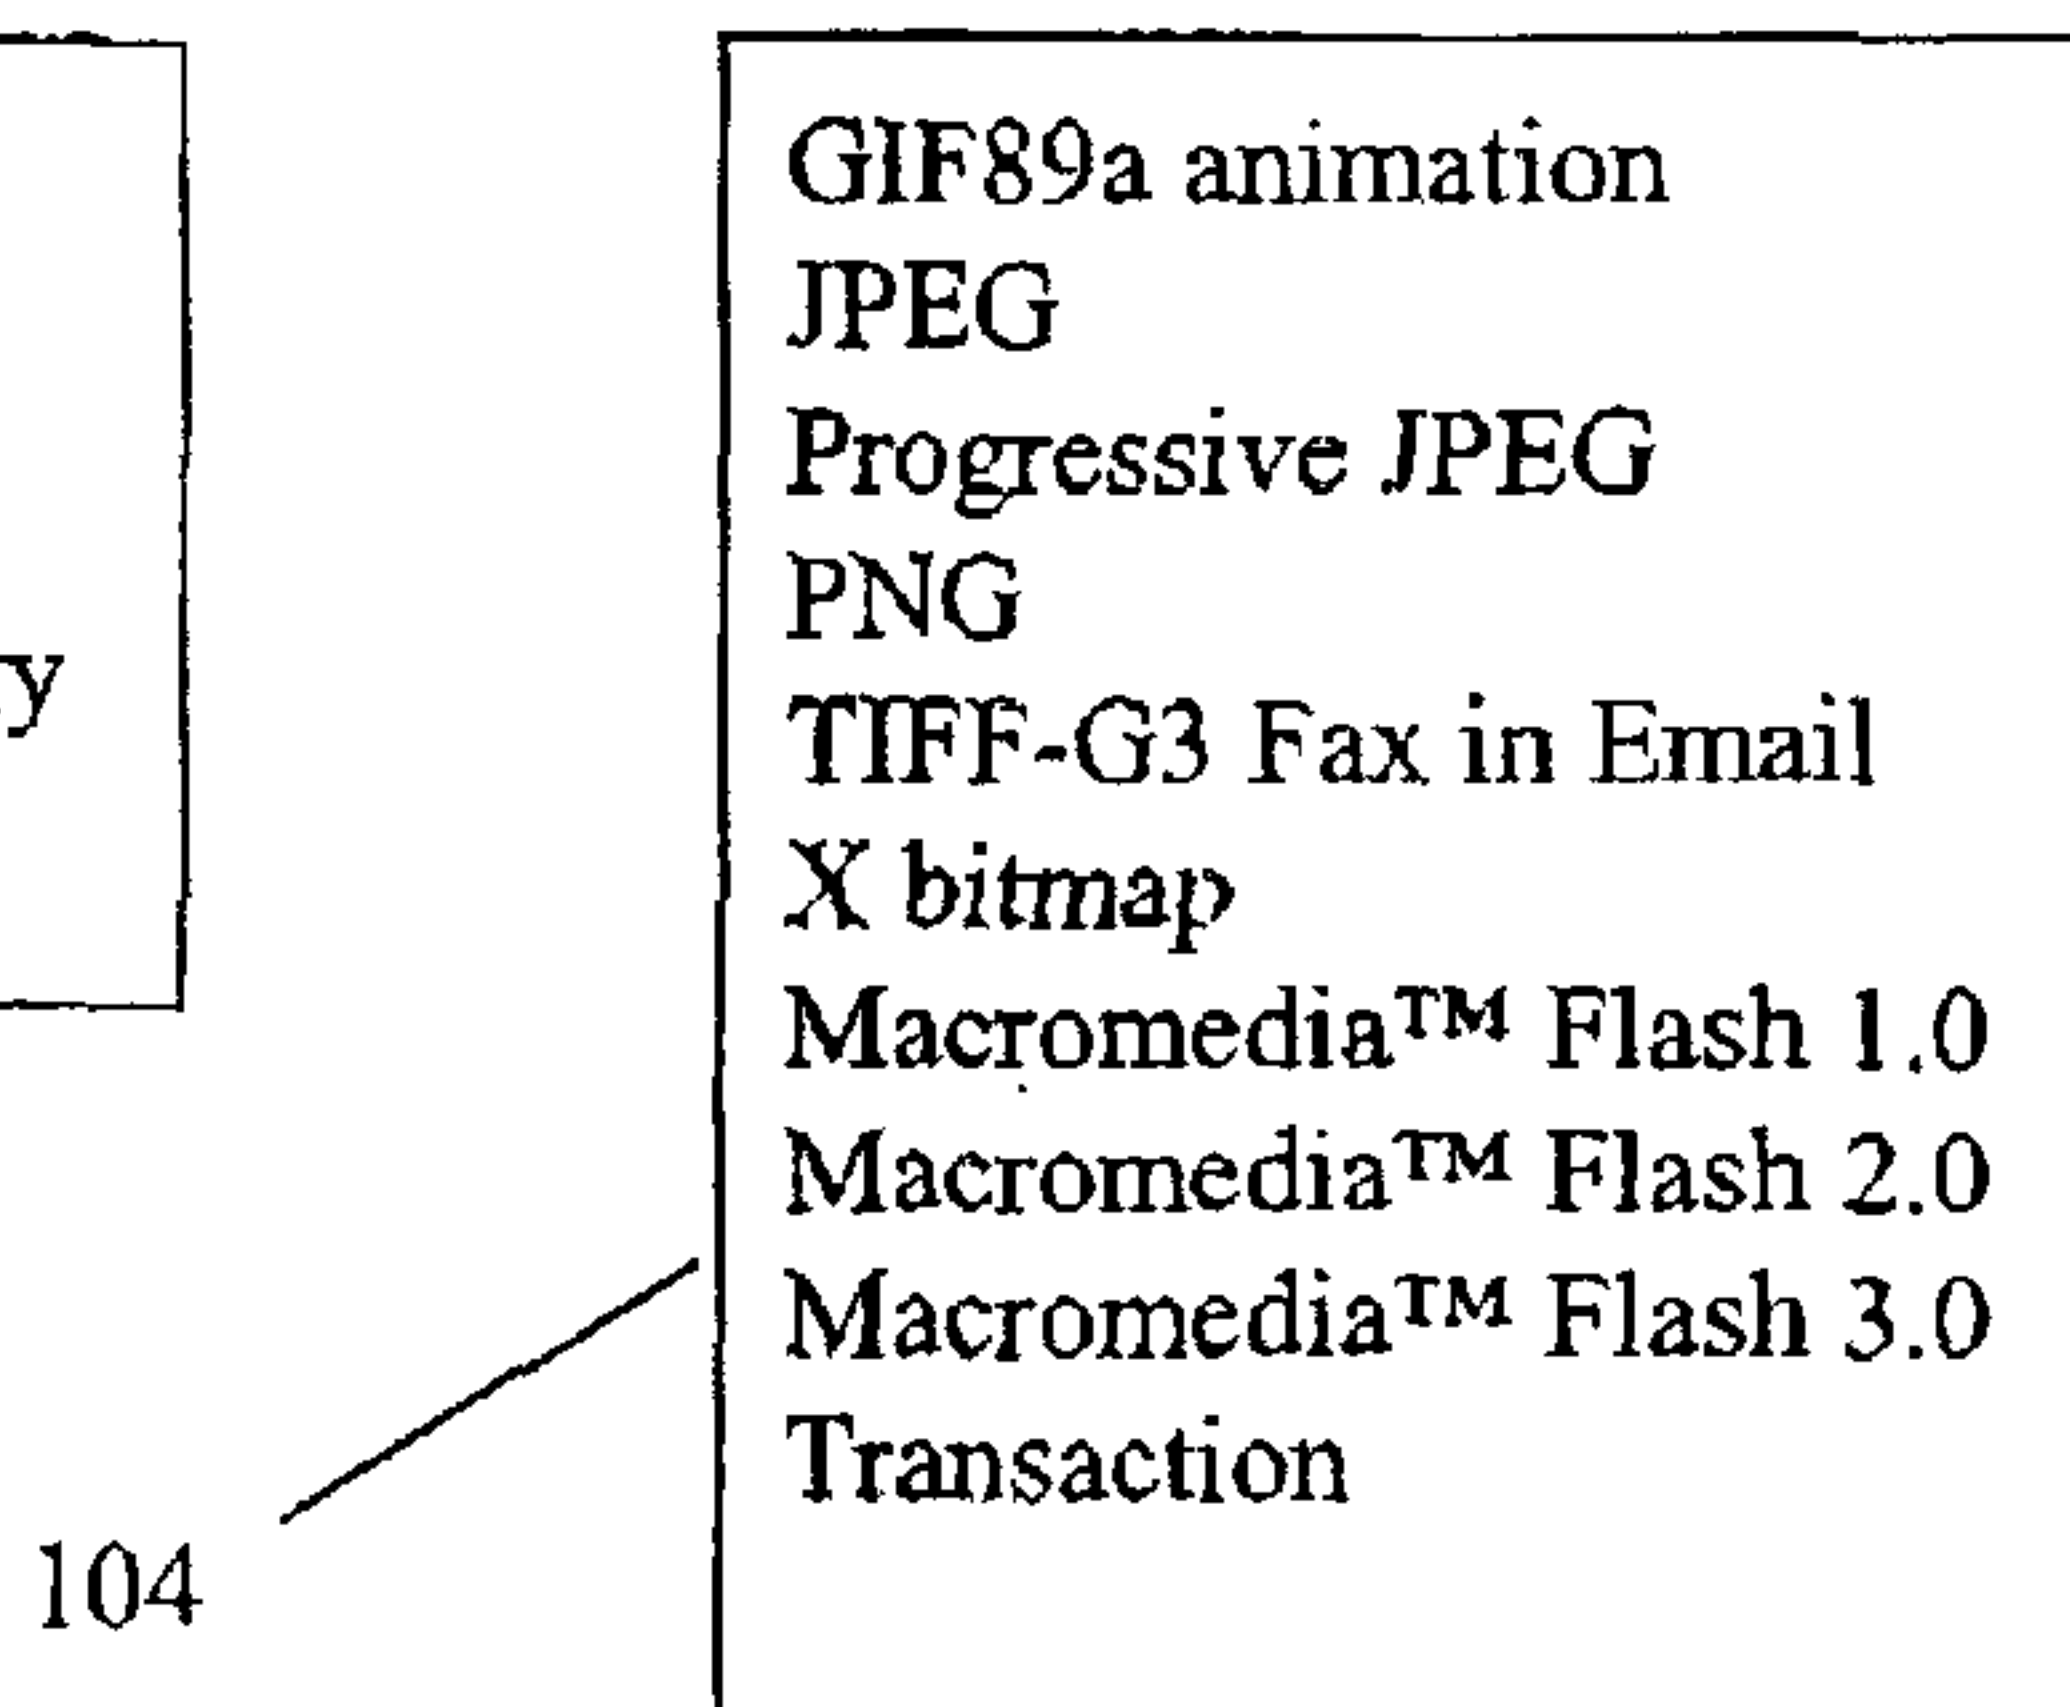 GIF89a animation
JPEG
Progressive JPEG
PNG
TIFF-G3 Fax in Email
X bitmap
Macromedia™ Flash 1.0
Macromedia™ Flash 2.0
Macromedia™ Flash 3.0
Transaction
104